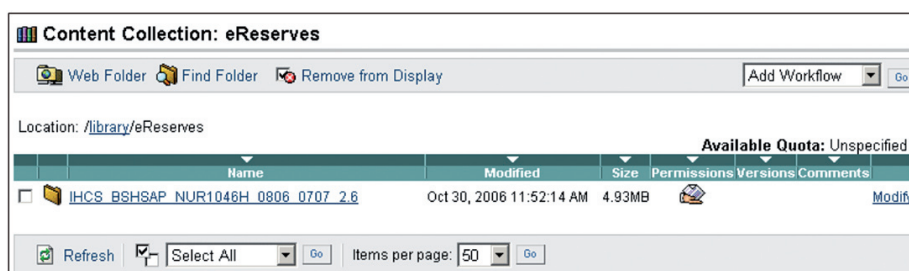 Content Collection: eReserves
Web Folder Find Folder Remove from Display Add Workflow Go
Location: /library/eReserves
Available Quota: Unspecified
Name Modified Size Permissions Versions Comments
IHCS_BSHSAP_NUR1046H_0806_0707_2.6 Oct 30, 2006 11:52:14 AM 4.93MB Modif
Refresh Select All Go Items per page: 50 Go